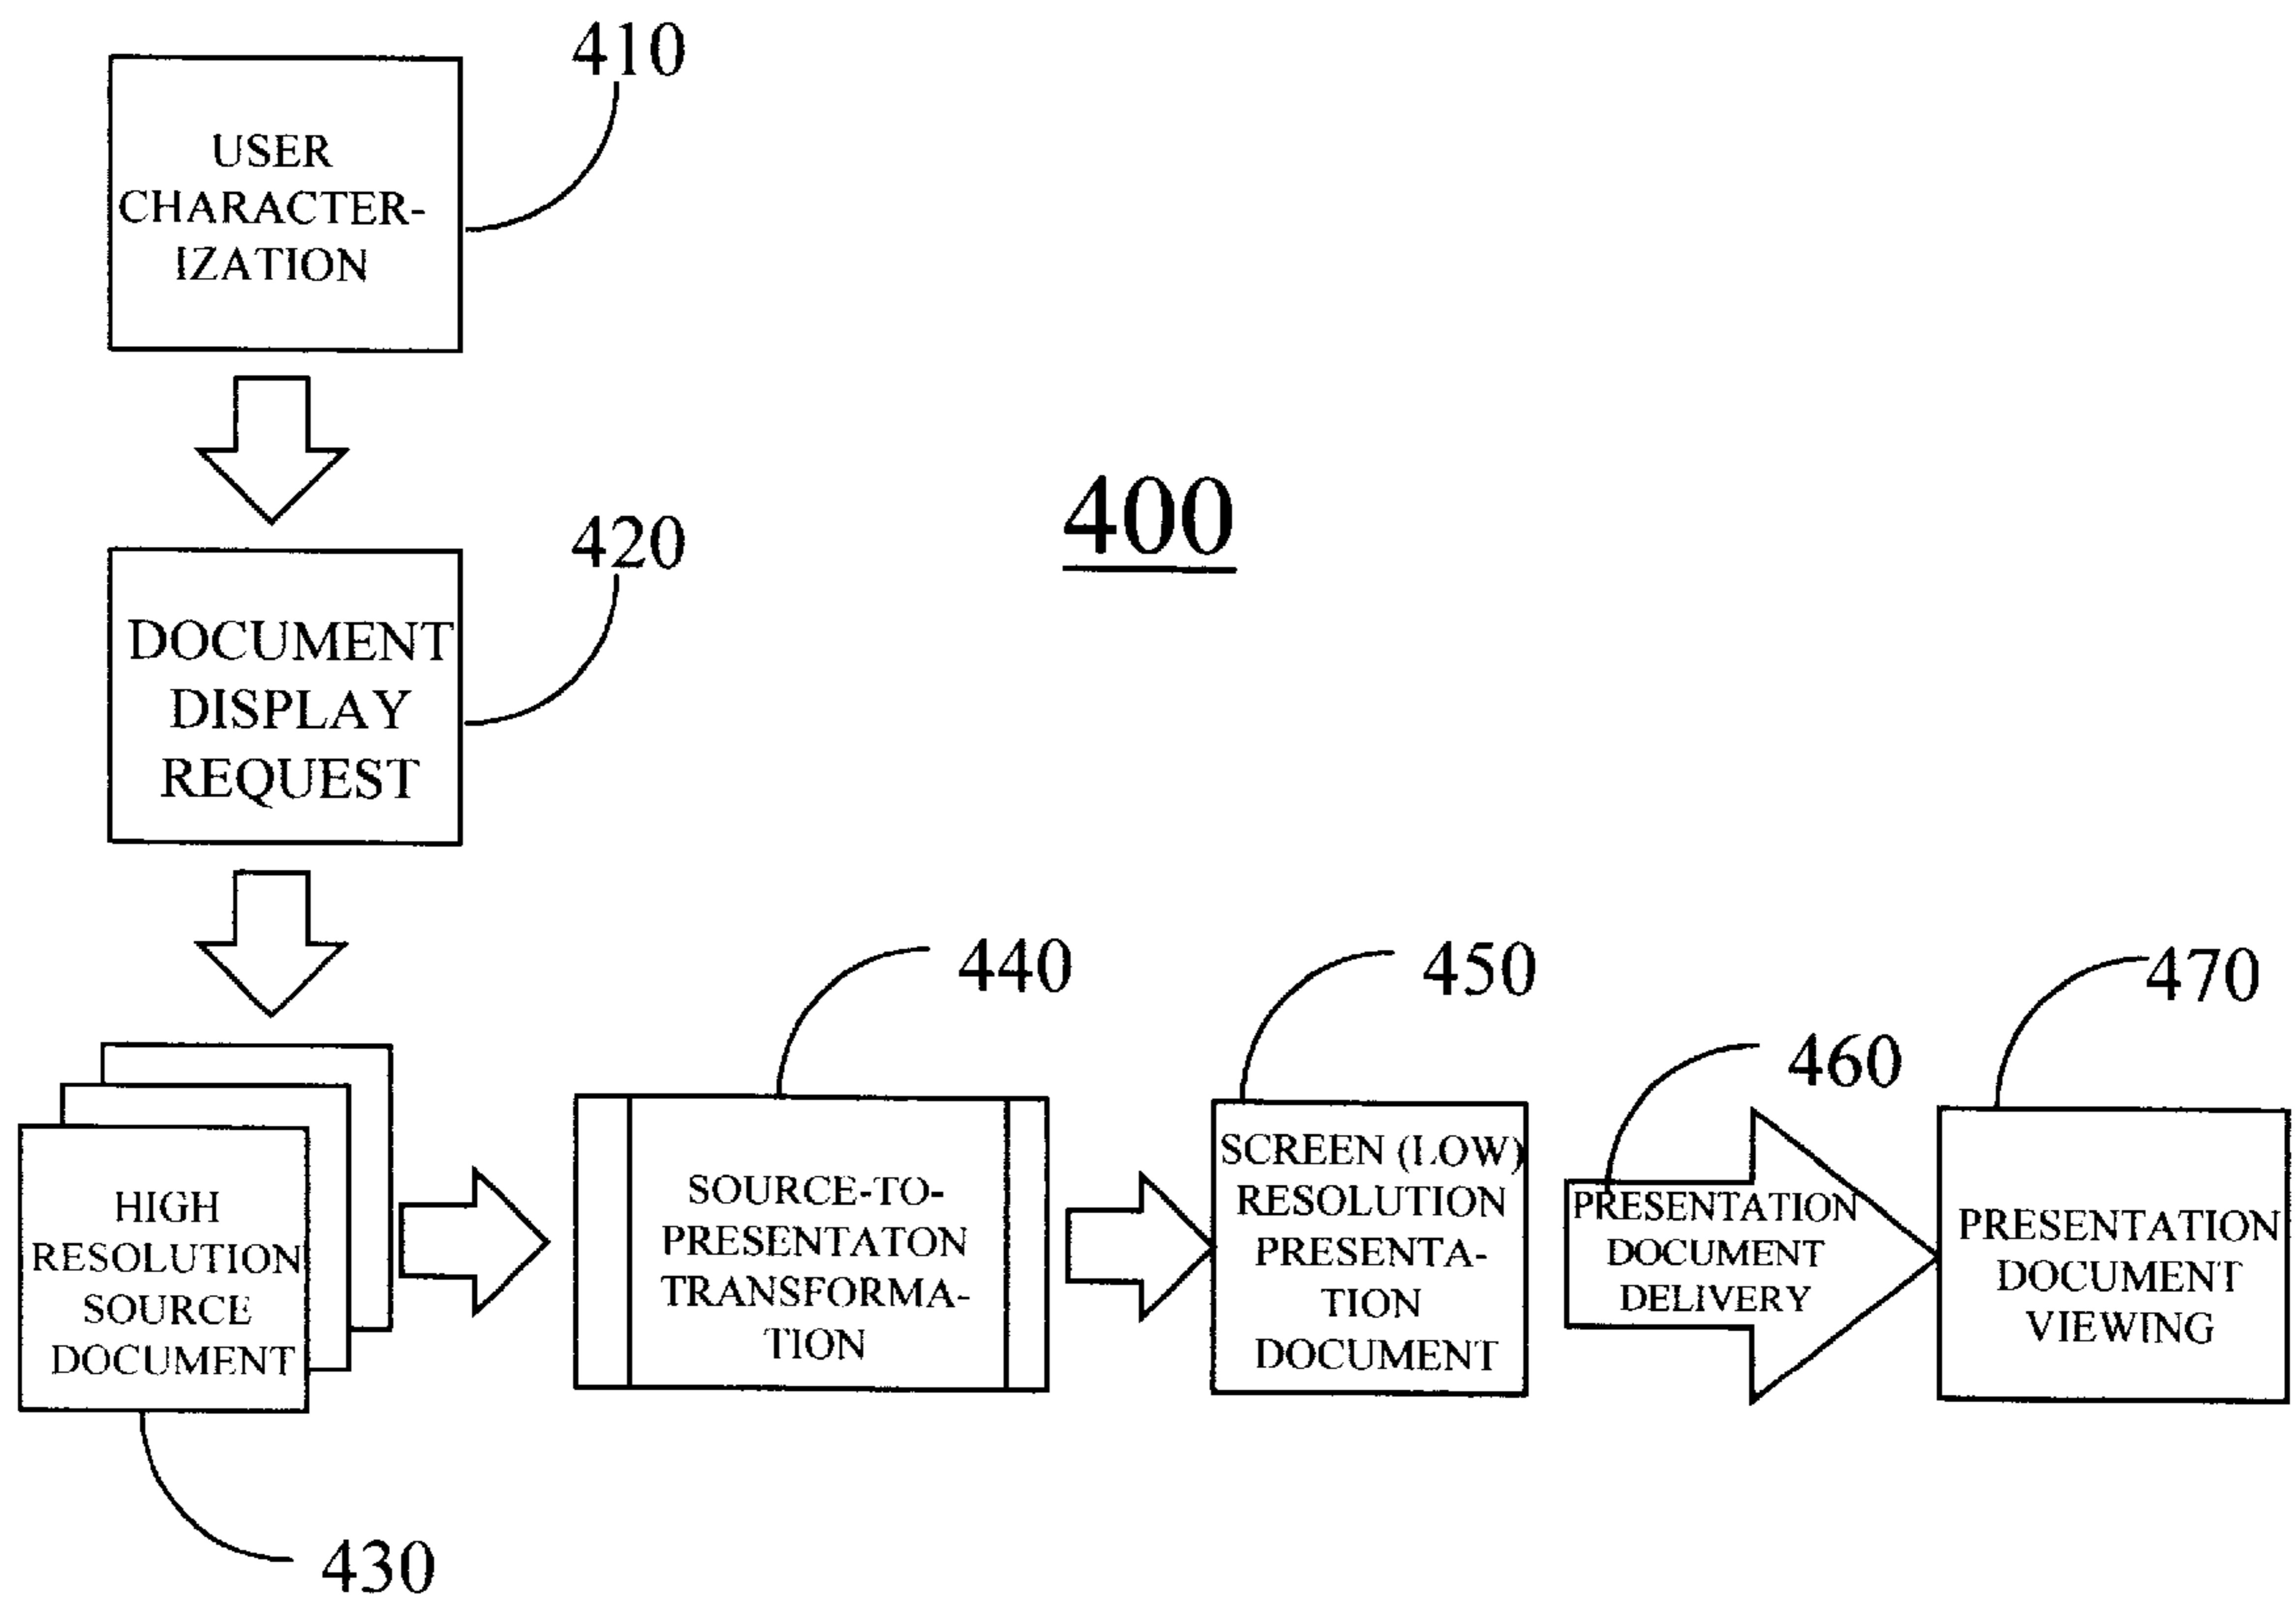 410
USER
CHARACTER-
IZATION
400
420
DOCUMENT
DISPLAY
REQUEST
430
HIGH
RESOLUTION
SOURCE
DOCUMENT
440
SOURCE-TO-
PRESENTATON
TRANSFORMA-
TION
450
SCREEN (LOW)
RESOLUTION
PRESENTA-
TION
DOCUMENT
460
PRESENTATION
DOCUMENT
DELIVERY
470
PRESENTATION
DOCUMENT
VIEWING